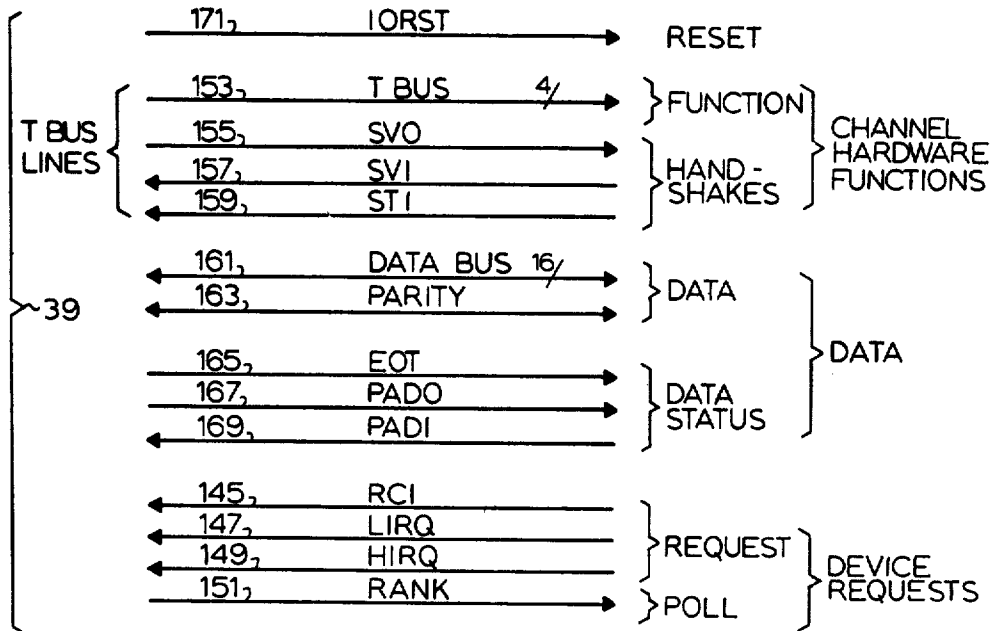 171 IORST RESET
153 T BUS 4/ FUNCTION
T BUS LINES
155 SVO
157 SVI
159 STI
HAND-
SHAKES
CHANNEL
HARDWARE
FUNCTIONS
161 DATA BUS 16/
163 PARITY
DATA
~39
165 EOT
167 PADO
169 PADI
DATA
STATUS
DATA
145 RCI
147 LIRQ
149 HIRQ
REQUEST
151 RANK
POLL
DEVICE
REQUESTS